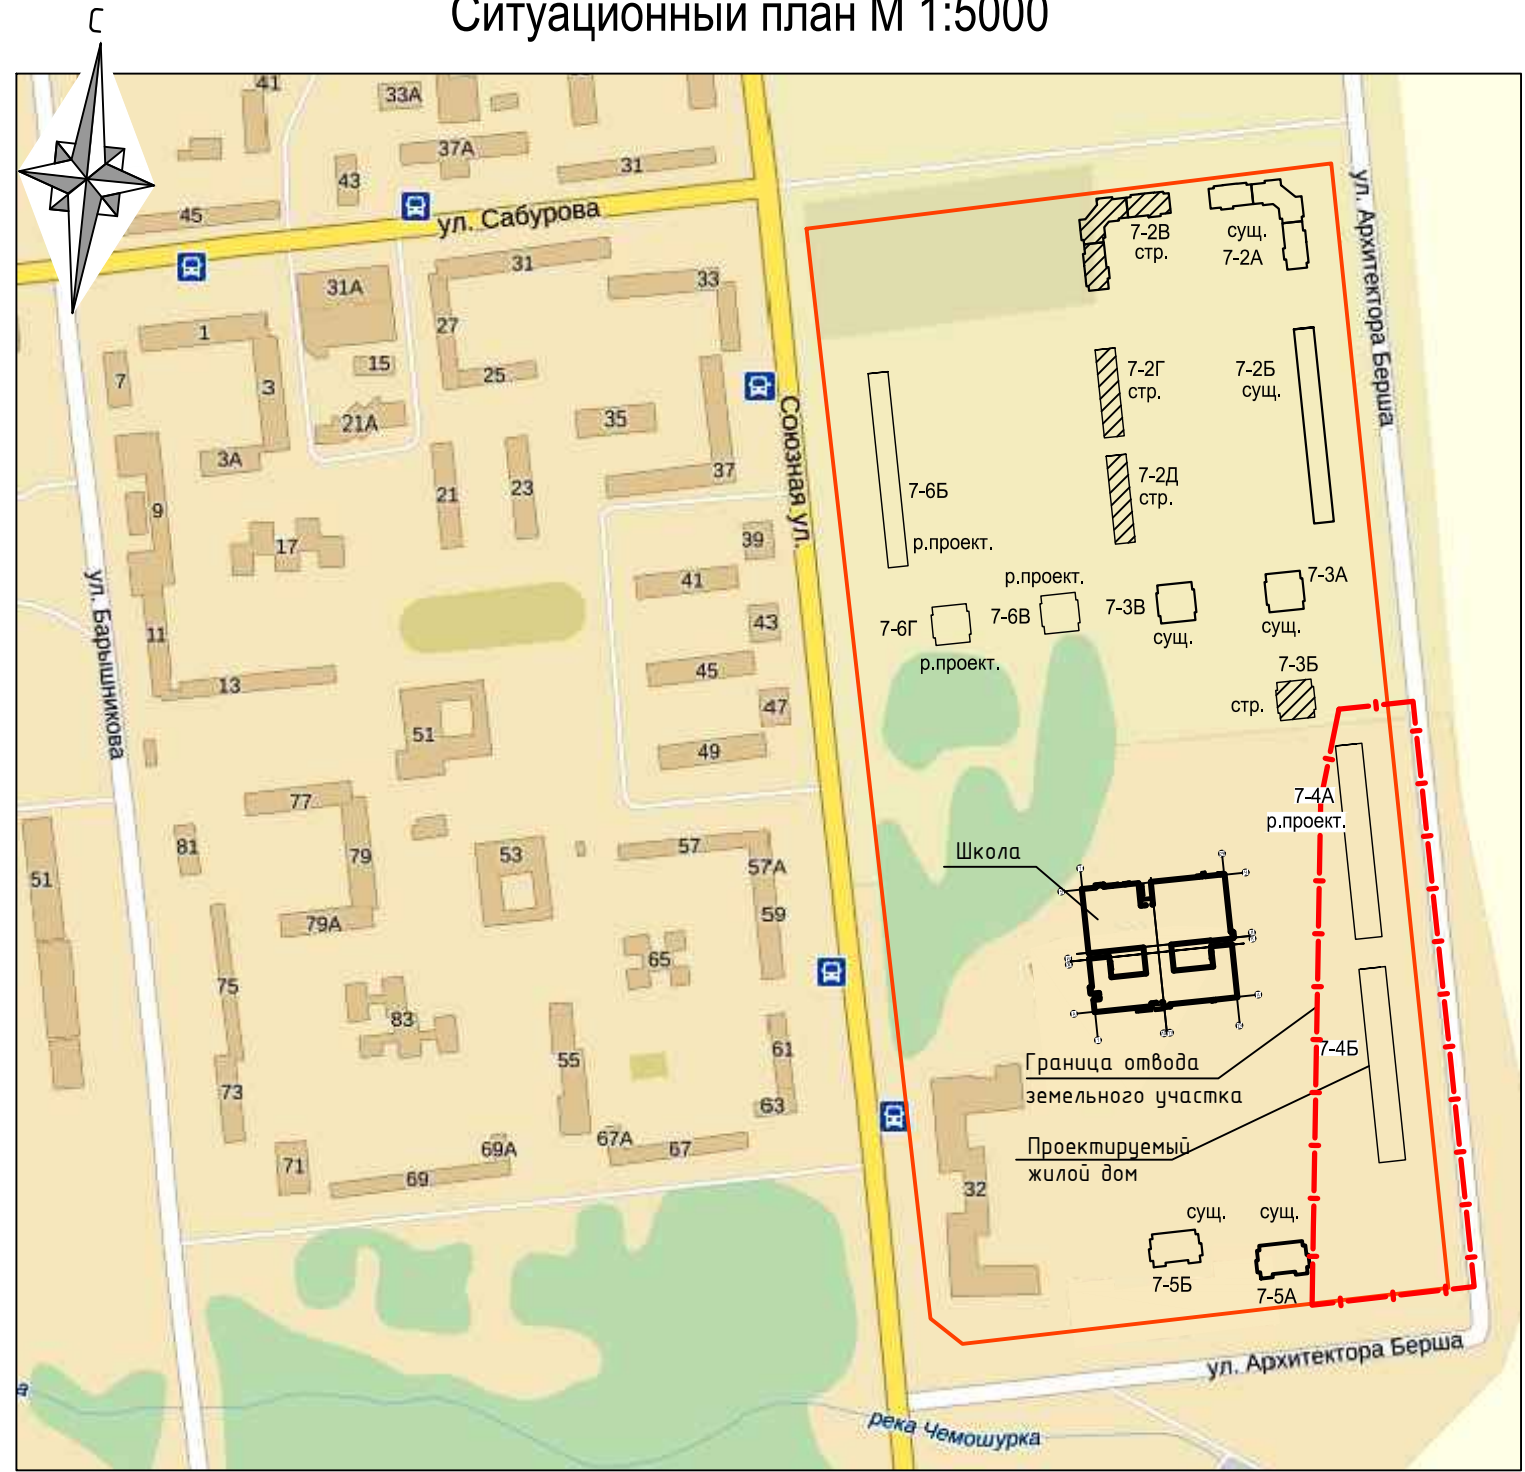 Ситуационный план М 1:5000
С
41
33А
37А
43
31
45
ул. Сабурова
31
31А
33
27
1
15
25
7
3
21А
35
3А
37
21
23
9
17
39
41
43
11
45
13
47
51
49
77
81
79
53
57
57А
51
79А
59
65
75
83
55
61
73
63
67А
67
71
69А
69
ул. Барышникова
Союзная ул.
ул. Архитектора Берша
7-2В
стр.
сущ.
7-2А
7-2Г
стр.
7-2Б
сущ.
7-2Д
стр.
7-6Б
р.проект.
р.проект.
7-6В
7-3В
сущ.
7-3А
сущ.
7-6Г
р.проект.
7-3Б
стр.
7-4А
р.проект.
Школа
Граница отвода
земельного участка
7-4Б
Проектируемый
жилой дом
32
сущ.
7-5Б
сущ.
7-5А
ул. Архитектора Берша
река Чемошурка
а